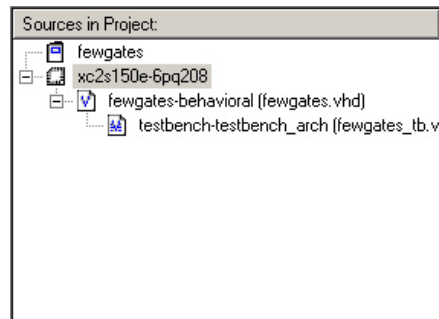 Sources in Project:
fewgates
xc2s150e-6pq208
fewgates-behavioral (fewgates.vhd)
testbench-testbench_arch (fewgates_tb.v